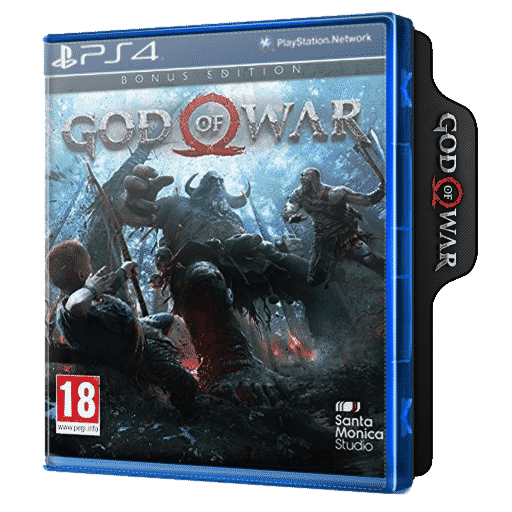 PS4
PlayStation.Network
BONUS EDITION
GOD OF WAR
18
www.pegi.info
Santa
Monica
Studio
GOD OF WAR